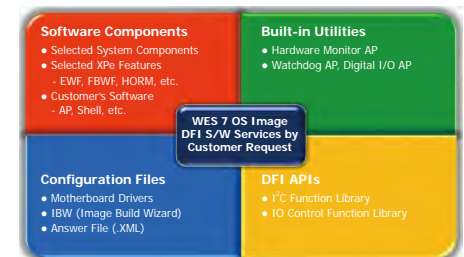 Software Components
● Selected System Components
● Selected XPe Features
- EWF, FBWF, HORM, etc.
● Customer's Software
- AP, Shell, etc.
Built-in Utilities
● Hardware Monitor AP
● Watchdog AP, Digital I/O AP
WES 7 OS Image
DFI S/W Services by
Customer Request
Configuration Files
● Motherboard Drivers
● IBW (Image Build Wizard)
● Answer File (.XML)
DFI APIs
● I²C Function Library
● IO Control Function Library